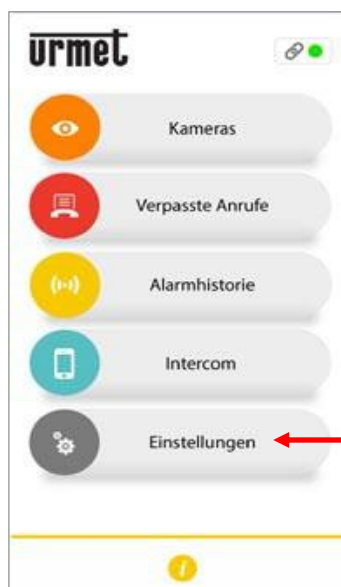 urmet
Kameras
Verpasste Anrufe
Alarmhistorie
Intercom
Einstellungen
i